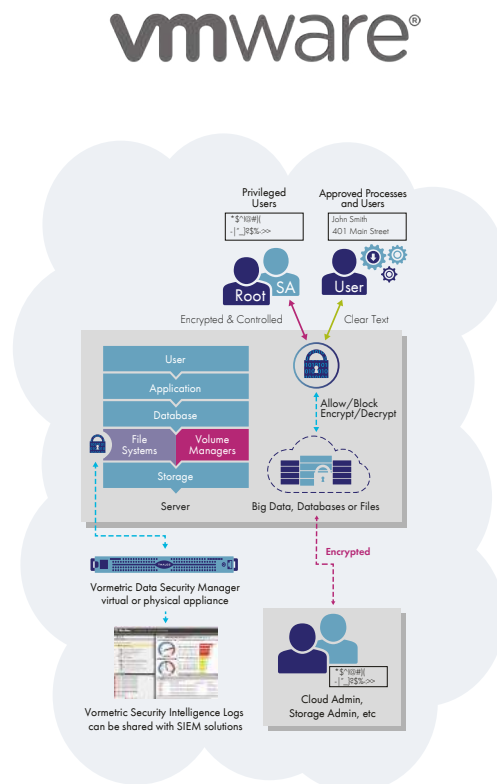 vmware®
Privileged
Users
Approved Processes
and Users
John Smith
401 Main Street
Root
SA
User
Encrypted & Controlled
Clear Text
User
Application
Database
File
Systems
Volume
Managers
Storage
Server
Allow/Block
Encrypt/Decrypt
Big Data, Databases or Files
Encrypted
Vormetric Data Security Manager
virtual or physical appliance
Vormetric Security Intelligence Logs
can be shared with SIEM solutions
Cloud Admin,
Storage Admin, etc